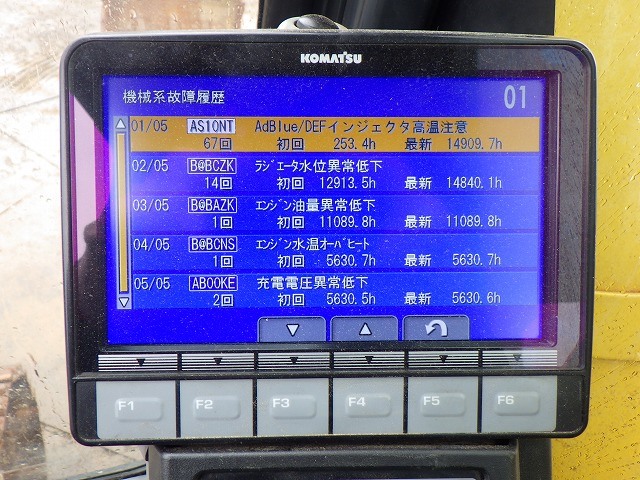 KOMATSU
機械系故障履歴 01
01/05 AS10NT AdBlue/DEFインジェクタ高温注意
67回 初回 253.4h 最新 14909.7h
02/05 B@BCZK ﾗｼﾞｴｰﾀ水位異常低下
14回 初回 12913.5h 最新 14840.1h
03/05 B@BAZK ｴﾝｼﾞﾝ油量異常低下
1回 初回 11089.8h 最新 11089.8h
04/05 B@BCNS ｴﾝｼﾞﾝ水温ｵｰﾊﾞﾋｰﾄ
1回 初回 5630.7h 最新 5630.7h
05/05 AB00KE 充電電圧異常低下
2回 初回 5630.5h 最新 5630.6h
F1 F2 F3 F4 F5 F6